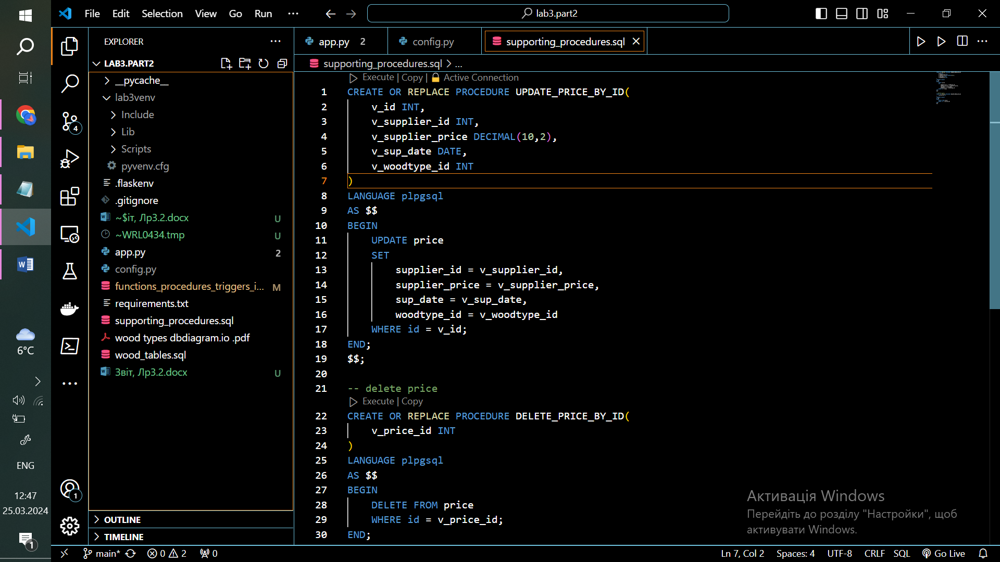 File Edit Selection View Go Run ···
lab3.part2
EXPLORER
LAB3.PART2
__pycache__
lab3venv
Include
Lib
Scripts
pyvenv.cfg
.flaskenv
.gitignore
~$іт, Лр3.2.docx U
~WRL0434.tmp U
app.py 2
config.py
functions_procedures_triggers_i... M
requirements.txt
supporting_procedures.sql
wood types dbdiagram.io .pdf
wood_tables.sql
Звіт, Лр3.2.docx U
OUTLINE
TIMELINE
4
1
app.py 2
config.py
supporting_procedures.sql
supporting_procedures.sql > ...
Execute | Copy | Active Connection
1 CREATE OR REPLACE PROCEDURE UPDATE_PRICE_BY_ID(
2 v_id INT,
3 v_supplier_id INT,
4 v_supplier_price DECIMAL(10,2),
5 v_sup_date DATE,
6 v_woodtype_id INT
7 )
8 LANGUAGE plpgsql
9 AS $$
10 BEGIN
11 UPDATE price
12 SET
13 supplier_id = v_supplier_id,
14 supplier_price = v_supplier_price,
15 sup_date = v_sup_date,
16 woodtype_id = v_woodtype_id
17 WHERE id = v_id;
18 END;
19 $$;
20
21 -- delete price
Execute | Copy
22 CREATE OR REPLACE PROCEDURE DELETE_PRICE_BY_ID(
23 v_price_id INT
24 )
25 LANGUAGE plpgsql
26 AS $$
27 BEGIN
28 DELETE FROM price
29 WHERE id = v_price_id;
30 END;
Активація Windows
Перейдіть до розділу "Настройки", щоб
активувати Windows.
6°C
ENG
12:47
25.03.2024
1
main* 0 2 0 Ln 7, Col 2 Spaces: 4 UTF-8 CRLF SQL Go Live